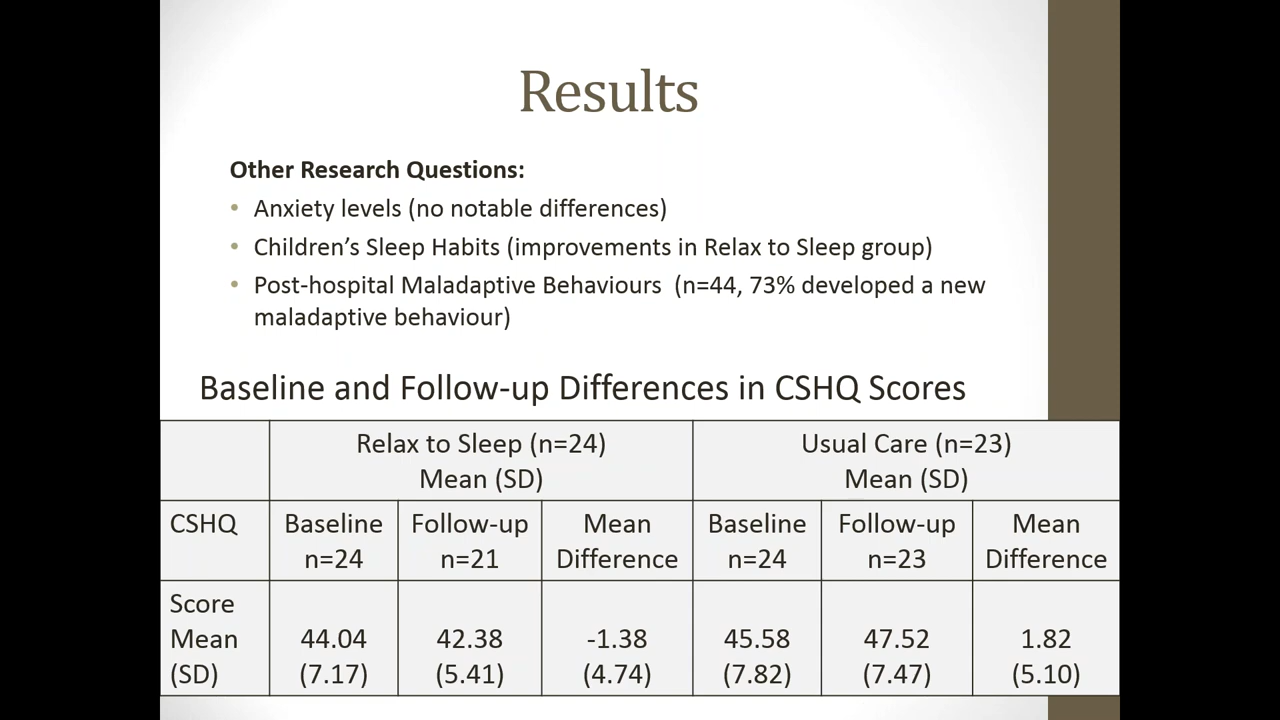 Results
Other Research Questions:
• Anxiety levels (no notable differences)
• Children’s Sleep Habits (improvements in Relax to Sleep group)
• Post-hospital Maladaptive Behaviours (n=44, 73% developed a new
maladaptive behaviour)
Baseline and Follow-up Differences in CSHQ Scores
Relax to Sleep (n=24)
Mean (SD)
Usual Care (n=23)
Mean (SD)
CSHQ
Baseline
n=24
Follow-up
n=21
Mean
Difference
Baseline
n=24
Follow-up
n=23
Mean
Difference
Score
Mean
(SD)
44.04
(7.17)
42.38
(5.41)
-1.38
(4.74)
45.58
(7.82)
47.52
(7.47)
1.82
(5.10)